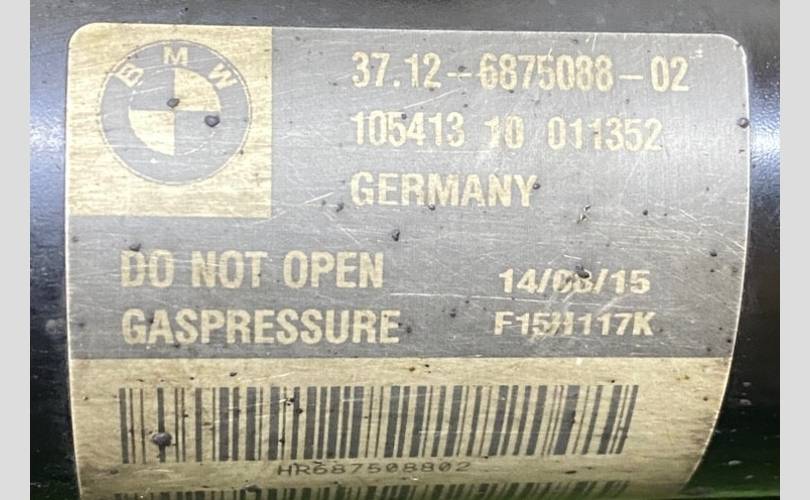 BMW
37.12-6875088-02
105413 10 011352
GERMANY
DO NOT OPEN
GASPRESSURE
14/08/15
F15H117K
HR687508802